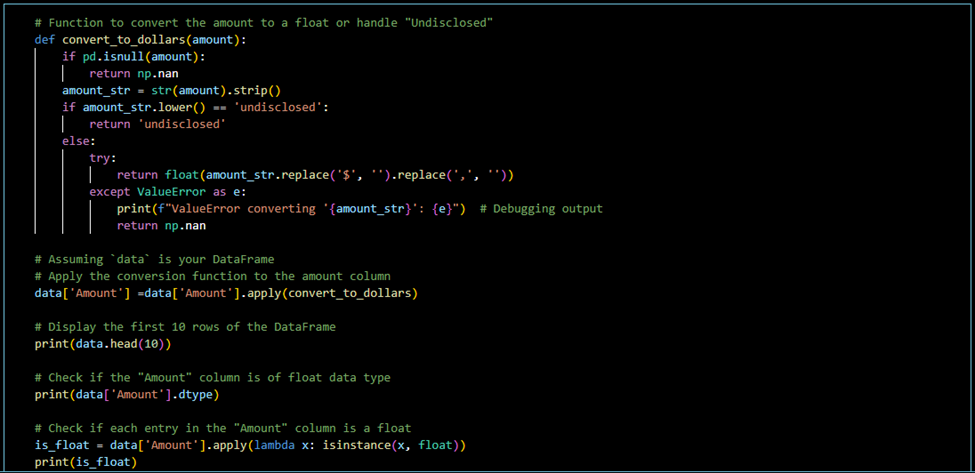 # Function to convert the amount to a float or handle "Undisclosed"
def convert_to_dollars(amount):
    if pd.isnull(amount):
        return np.nan
    amount_str = str(amount).strip()
    if amount_str.lower() == 'undisclosed':
        return 'undisclosed'
    else:
        try:
            return float(amount_str.replace('$', '').replace(',', ''))
        except ValueError as e:
            print(f"ValueError converting '{amount_str}': {e}")  # Debugging output
            return np.nan

# Assuming `data` is your DataFrame
# Apply the conversion function to the amount column
data['Amount'] =data['Amount'].apply(convert_to_dollars)

# Display the first 10 rows of the DataFrame
print(data.head(10))

# Check if the "Amount" column is of float data type
print(data['Amount'].dtype)

# Check if each entry in the "Amount" column is a float
is_float = data['Amount'].apply(lambda x: isinstance(x, float))
print(is_float)